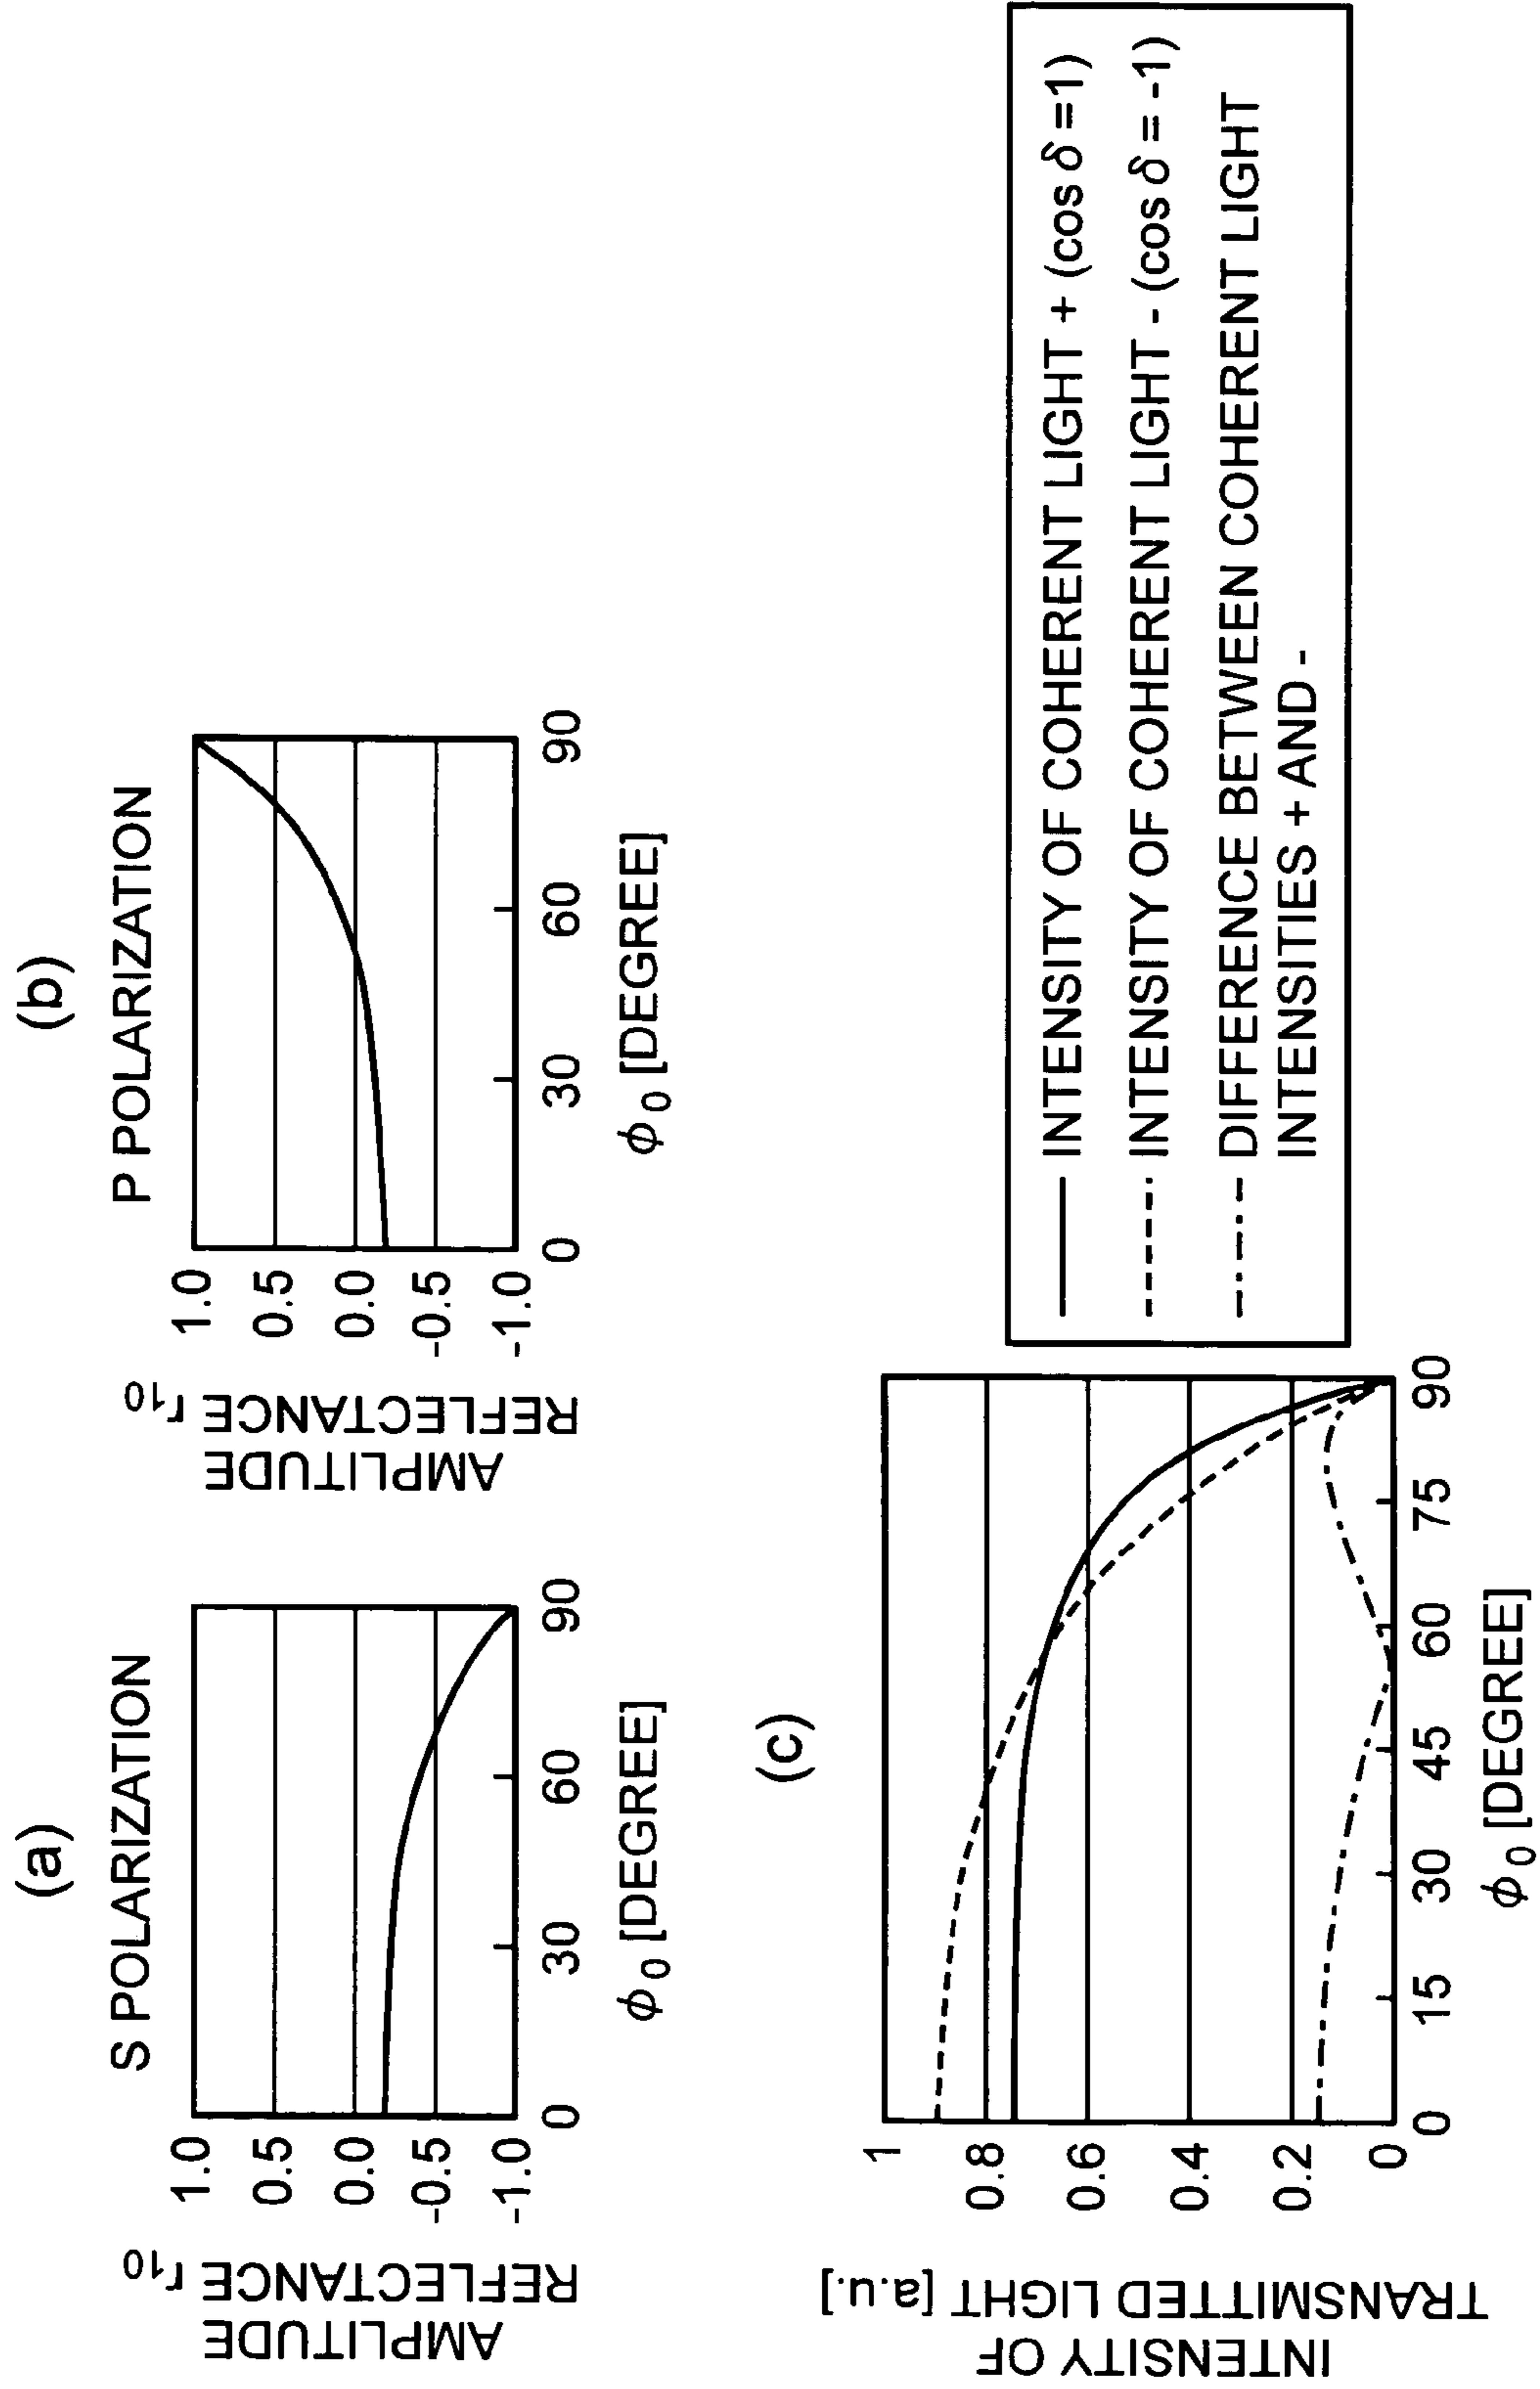 (a)
S POLARIZATION
AMPLITUDE
REFLECTANCE r10
1.0
0.5
0.0
-0.5
-1.0
0 30 60 90
ϕ0 [DEGREE]
(b)
P POLARIZATION
AMPLITUDE
REFLECTANCE r10
1.0
0.5
0.0
-0.5
-1.0
0 30 60 90
ϕ0 [DEGREE]
(c)
INTENSITY OF
TRANSMITTED LIGHT [a.u.]
1
0.8
0.6
0.4
0.2
0
0 15 30 45 60 75 90
ϕ0 [DEGREE]
INTENSITY OF COHERENT LIGHT + (cos δ =1)
INTENSITY OF COHERENT LIGHT - (cos δ = -1)
DIFFERENCE BETWEEN COHERENT LIGHT
INTENSITIES + AND -